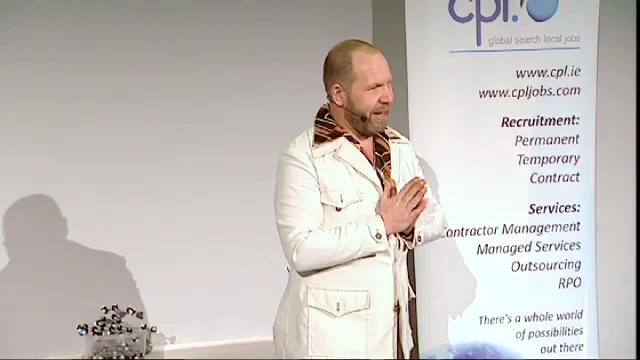 cpl.
global search local jobs
www.cpl.ie
www.cpljobs.com
Recruitment:
Permanent
Temporary
Contract
Services:
ontractor Management
Managed Services
Outsourcing
RPO
There's a whole world
of possibilities
out there